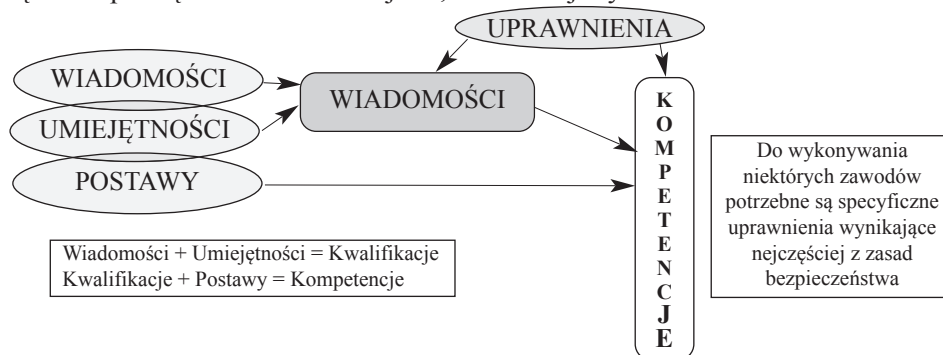 UPRAWNIENIA
WIADOMOŚCI
WIADOMOŚCI
UMIEJĘTNOŚCI
POSTAWY
KOMPETENCJE
Do wykonywania
niektórych zawodów
potrzebne są specyficzne
uprawnienia wynikające
nejczęściej z zasad
bezpieczeństwa
Wiadomości + Umiejętności = Kwalifikacje
Kwalifikacje + Postawy = Kompetencje